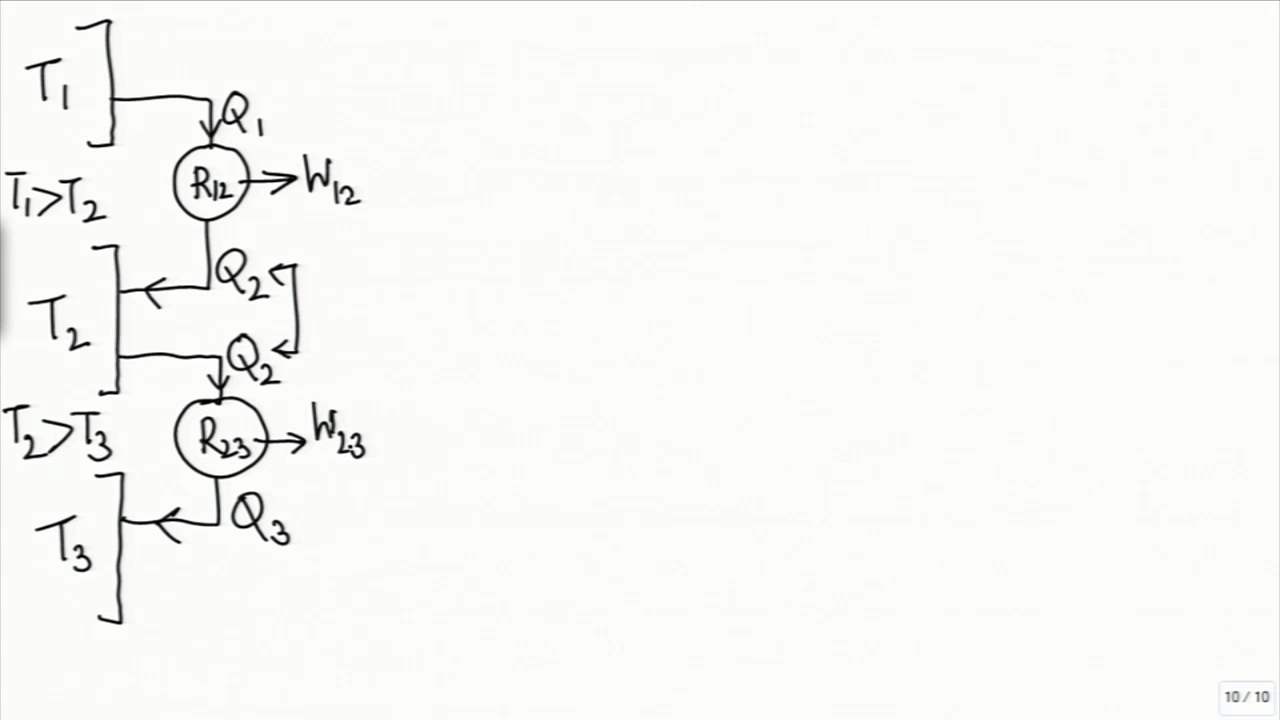 T₁
Q₁
R₁₂
W₁₂
T₁>T₂
Q₂
T₂
Q₂
T₂>T₃
R₂₃
W₂₃
Q₃
T₃
10 / 10